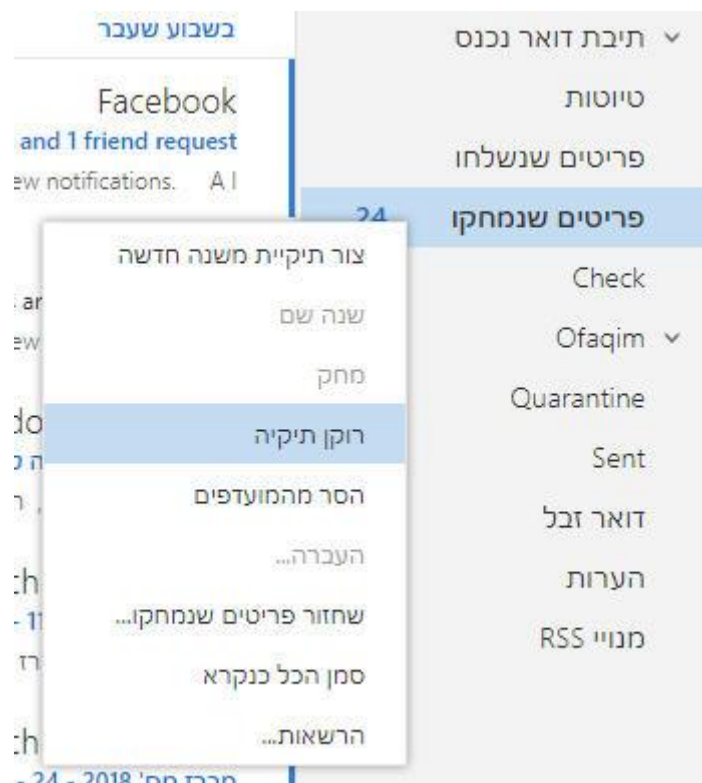 תיבת דואר נכנס
טיוטות
פריטים שנשלחו
פריטים שנמחקו 24
Check
Ofaqim
Quarantine
Sent
דואר זבל
הערות
מנויי RSS
בשבוע שעבר
Facebook
and 1 friend request
notifications. A l
צור תיקיית משנה חדשה
שנה שם
מחק
רוקן תיקיה
הסר מהמועדפים
העברה...
שחזור פריטים שנמחקו...
סמן הכל כנקרא
הרשאות...